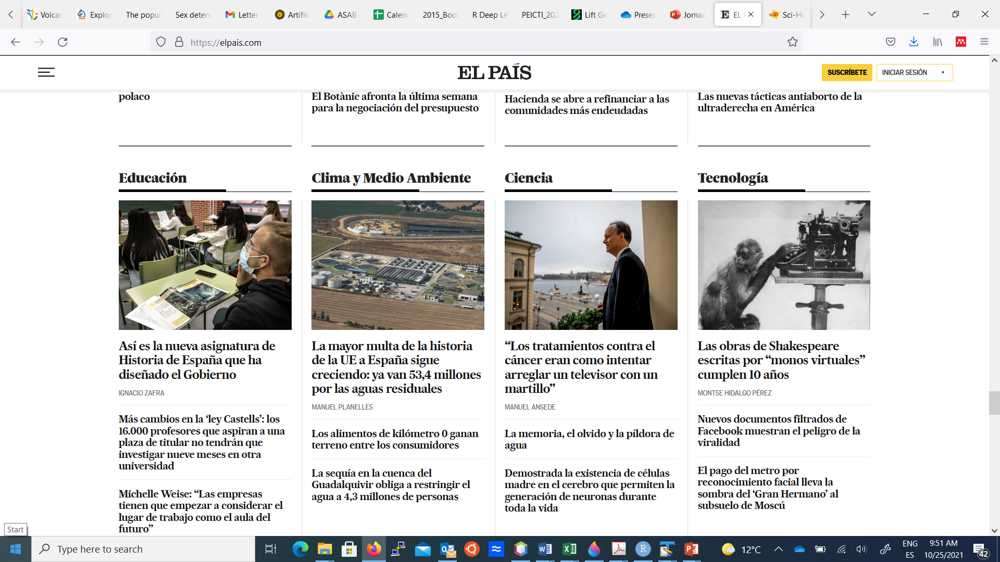 Volcan
Explor
The popul
Sex determ
Letter
Artific
ASAB-
Calenc
2015_Boo
R Deep Le
PEICTI_202
Lift Ge
Presen
Jornac
EL P
Sci-Hu
https://elpais.com
EL PAÍS
SUSCRÍBETE
INICIAR SESIÓN
polaco
El Botànic afronta la última semana
para la negociación del presupuesto
Hacienda se abre a refinanciar a las
comunidades más endeudadas
Las nuevas tácticas antiaborto de la
ultraderecha en América
Educación
Así es la nueva asignatura de
Historia de España que ha
diseñado el Gobierno
IGNACIO ZAFRA
Más cambios en la ‘ley Castells’: los
16.000 profesores que aspiran a una
plaza de titular no tendrán que
investigar nueve meses en otra
universidad
Michelle Weise: “Las empresas
tienen que empezar a considerar el
lugar de trabajo como el aula del
futuro”
Clima y Medio Ambiente
La mayor multa de la historia
de la UE a España sigue
creciendo: ya van 53,4 millones
por las aguas residuales
MANUEL PLANELLES
Los alimentos de kilómetro 0 ganan
terreno entre los consumidores
La sequía en la cuenca del
Guadalquivir obliga a restringir el
agua a 4,3 millones de personas
Ciencia
“Los tratamientos contra el
cáncer eran como intentar
arreglar un televisor con un
martillo”
MANUEL ANSEDE
La memoria, el olvido y la píldora de
agua
Demostrada la existencia de células
madre en el cerebro que permiten la
generación de neuronas durante
toda la vida
Tecnología
Las obras de Shakespeare
escritas por “monos virtuales”
cumplen 10 años
MONTSE HIDALGO PÉREZ
Nuevos documentos filtrados de
Facebook muestran el peligro de la
viralidad
El pago del metro por
reconocimiento facial lleva la
sombra del ‘Gran Hermano’ al
subsuelo de Moscú
Start
Type here to search
12°C
ENG
ES
9:51 AM
10/25/2021
42